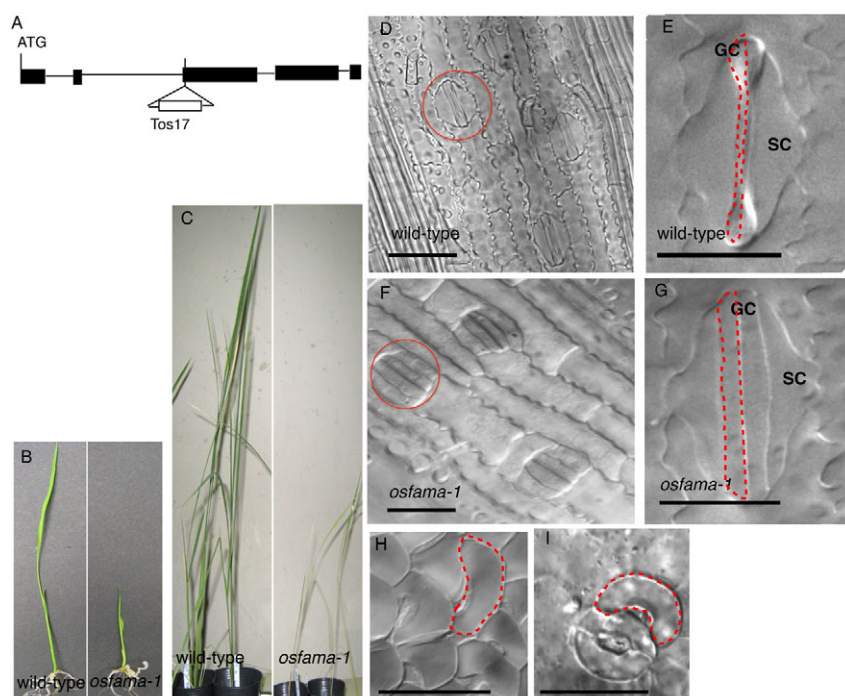 A
ATG
Tos17
B
wild-type
osfama-1
C
wild-type
osfama-1
D
wild-type
E
GC
SC
wild-type
F
osfama-1
G
GC
SC
osfama-1
H
I